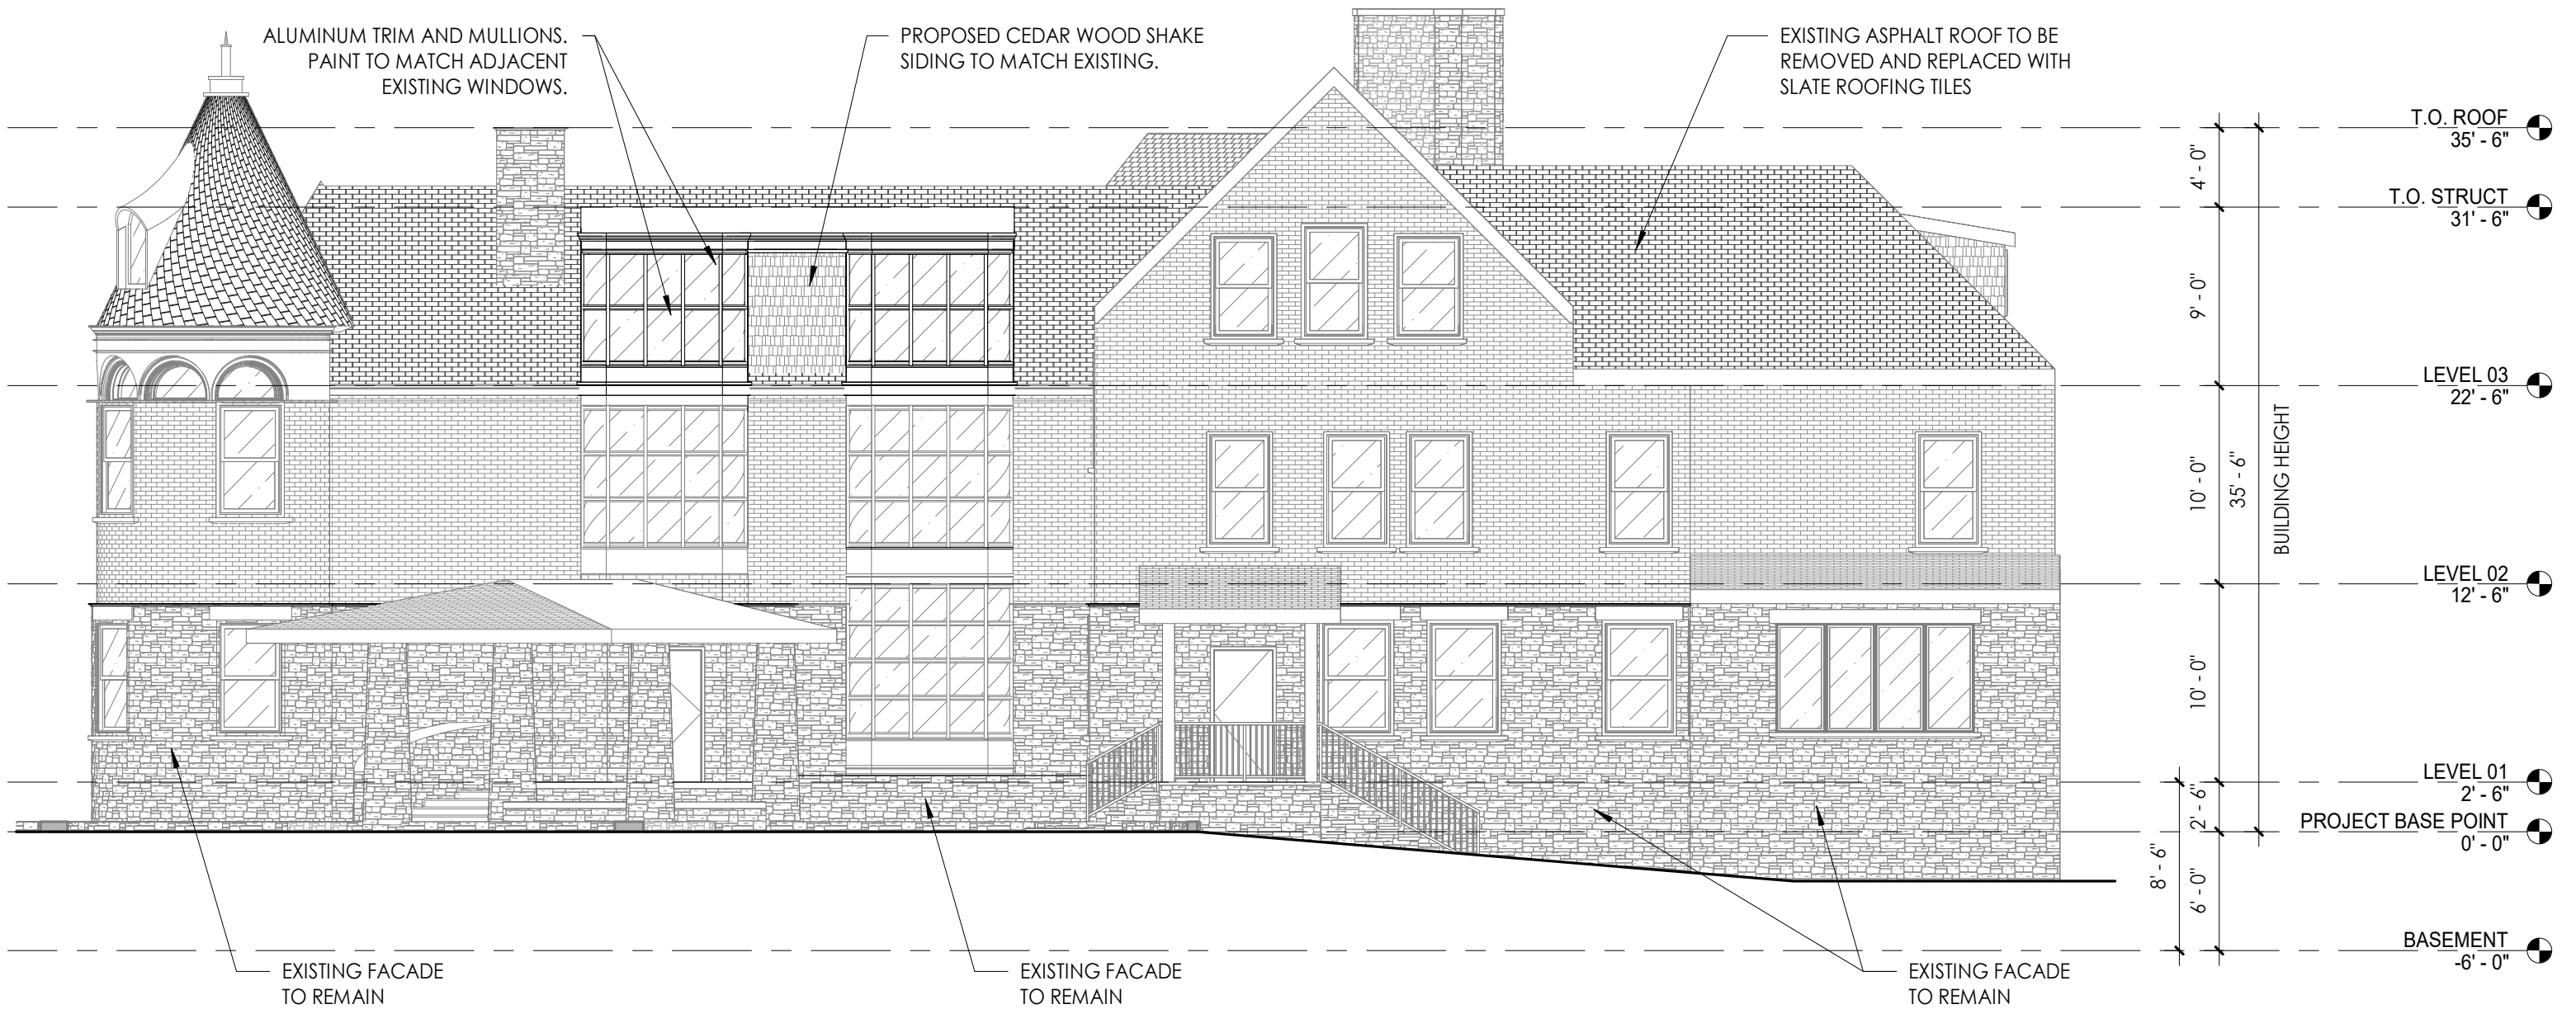 ALUMINUM TRIM AND MULLIONS.
PAINT TO MATCH ADJACENT
EXISTING WINDOWS.
PROPOSED CEDAR WOOD SHAKE
SIDING TO MATCH EXISTING.
EXISTING ASPHALT ROOF TO BE
REMOVED AND REPLACED WITH
SLATE ROOFING TILES
T.O. ROOF
35' - 6"
4' - 0"
T.O. STRUCT
31' - 6"
9' - 0"
LEVEL 03
22' - 6"
10' - 0"
35' - 6"
BUILDING HEIGHT
LEVEL 02
12' - 6"
10' - 0"
LEVEL 01
2' - 6"
2' - 6"
PROJECT BASE POINT
0' - 0"
8' - 6"
6' - 0"
BASEMENT
-6' - 0"
EXISTING FACADE
TO REMAIN
EXISTING FACADE
TO REMAIN
EXISTING FACADE
TO REMAIN